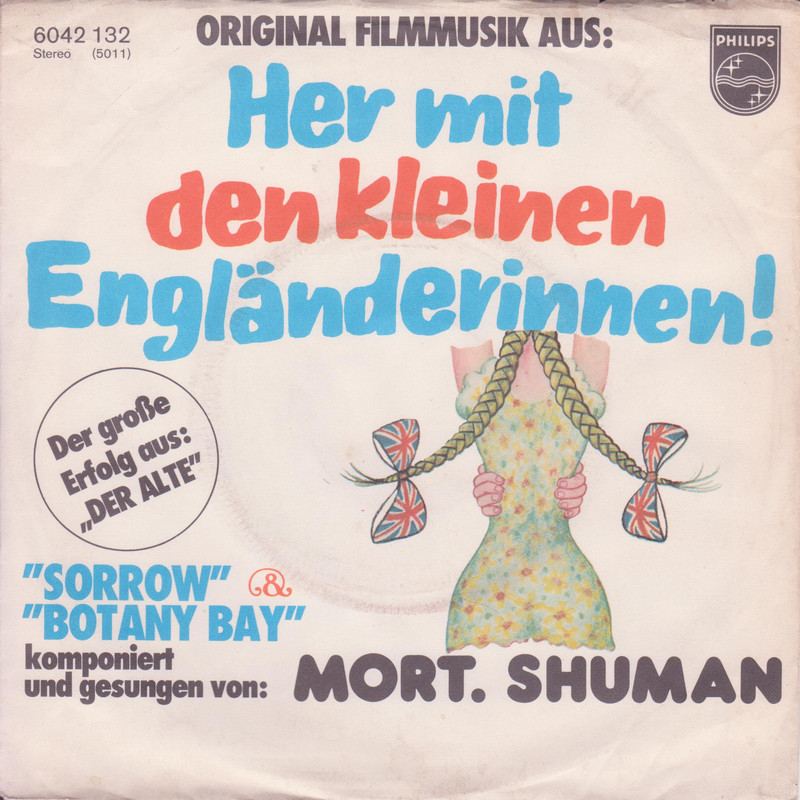 6042 132
Stereo (5011)
ORIGINAL FILMMUSIK AUS:
PHILIPS
Her mit
den kleinen
Engländerinnen!
Der große
Erfolg aus:
„DER ALTE"
"SORROW" &
"BOTANY BAY"
komponiert
und gesungen von: MORT. SHUMAN